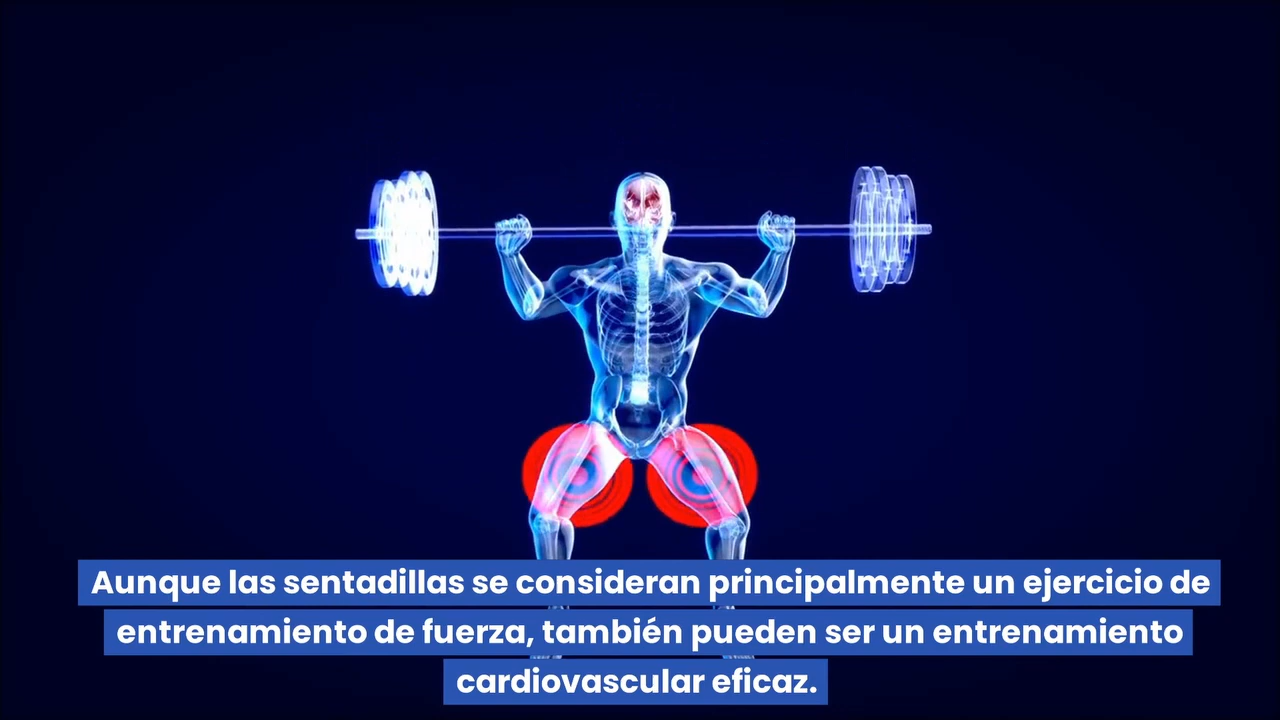 Aunque las sentadillas se consideran principalmente un ejercicio de
entrenamiento de fuerza, también pueden ser un entrenamiento
cardiovascular eficaz.